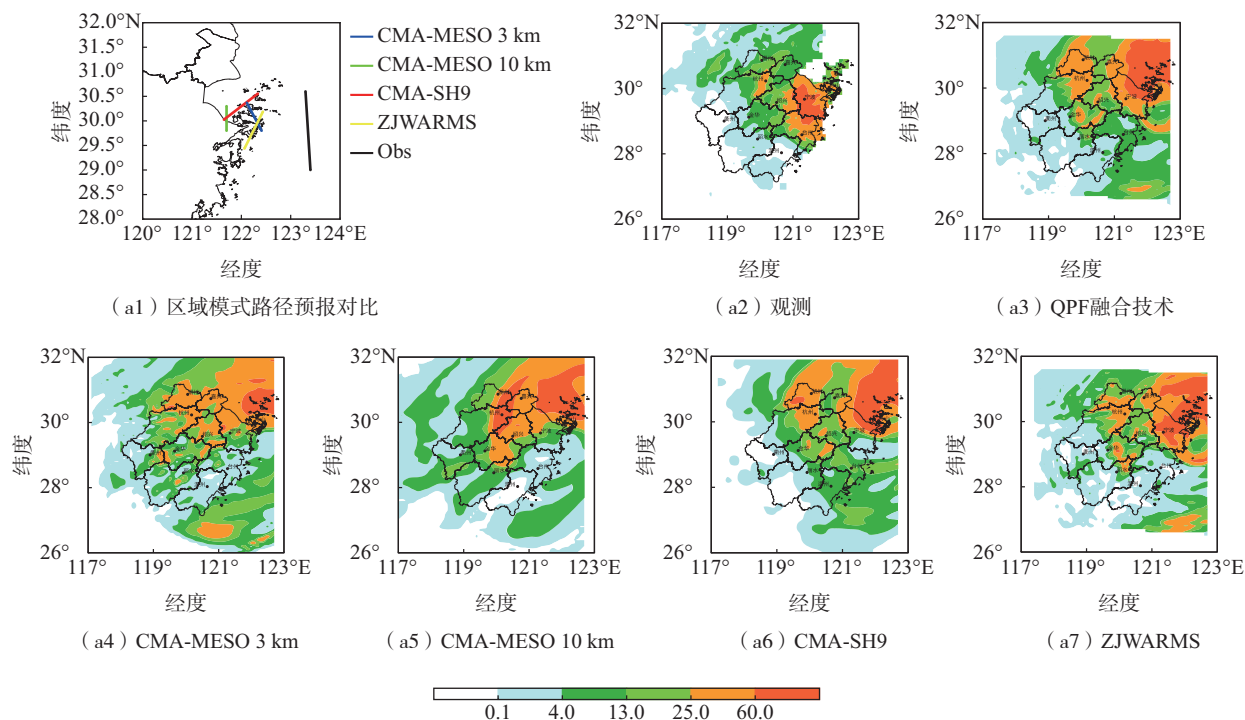 32.0°N
31.5°
31.0°
30.5°
30.0°
29.5°
29.0°
28.5°
28.0°
120° 121° 122° 123° 124°E
纬度
经度
CMA-MESO 3 km
CMA-MESO 10 km
CMA-SH9
ZJWARMS
Obs
(a1)区域模式路径预报对比
32°N
30°
28°
26°
117° 119° 121° 123°E
纬度
经度
(a2)观测
32°N
30°
28°
26°
117° 119° 121° 123°E
纬度
经度
(a3)QPF融合技术
32°N
30°
28°
26°
117° 119° 121° 123°E
纬度
经度
(a4)CMA-MESO 3 km
32°N
30°
28°
26°
117° 119° 121° 123°E
纬度
经度
(a5)CMA-MESO 10 km
32°N
30°
28°
26°
117° 119° 121° 123°E
纬度
经度
(a6)CMA-SH9
32°N
30°
28°
26°
117° 119° 121° 123°E
纬度
经度
(a7)ZJWARMS
0.1 4.0 13.0 25.0 60.0